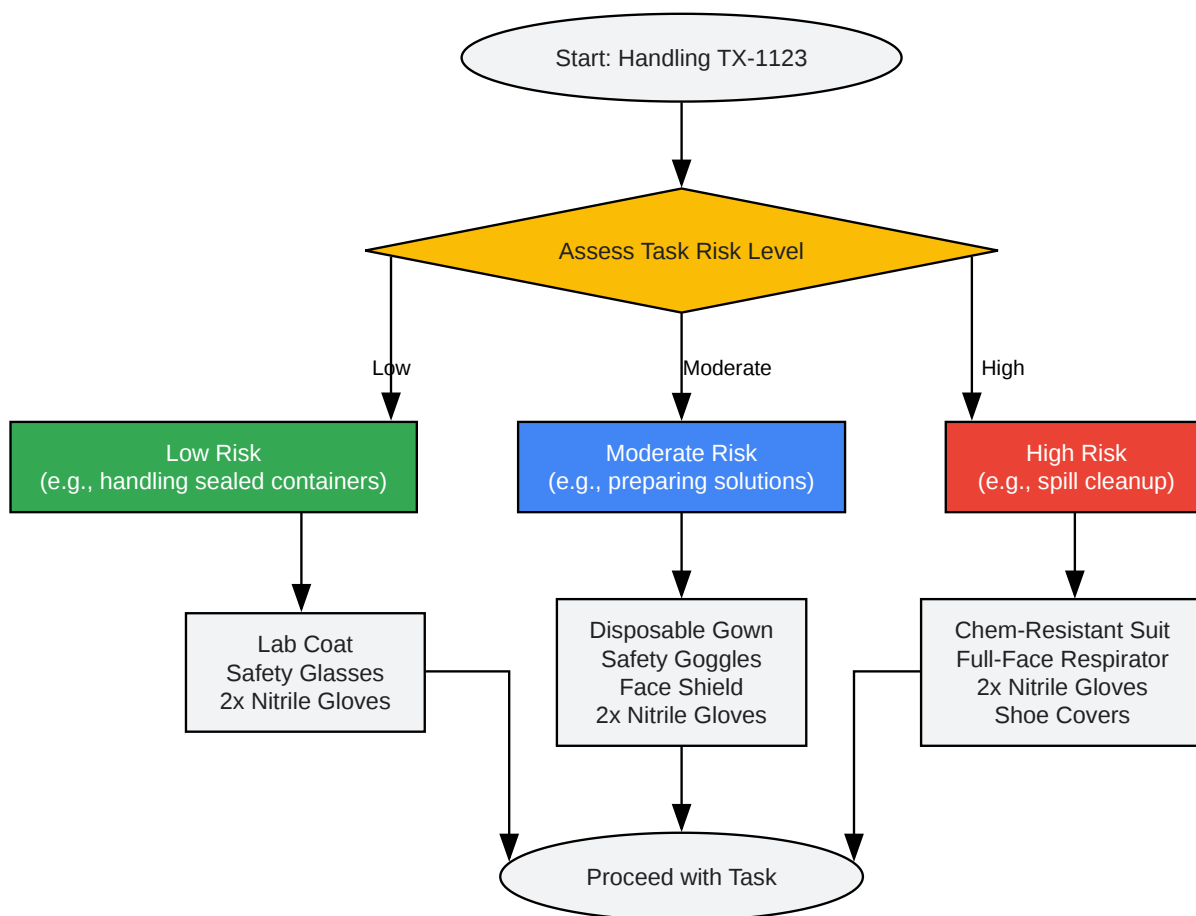 Start: Handling TX-1123
Assess Task Risk Level
Low
Moderate
High
Low Risk
(e.g., handling sealed containers)
Moderate Risk
(e.g., preparing solutions)
High Risk
(e.g., spill cleanup)
Lab Coat
Safety Glasses
2x Nitrile Gloves
Disposable Gown
Safety Goggles
Face Shield
2x Nitrile Gloves
Chem-Resistant Suit
Full-Face Respirator
2x Nitrile Gloves
Shoe Covers
Proceed with Task